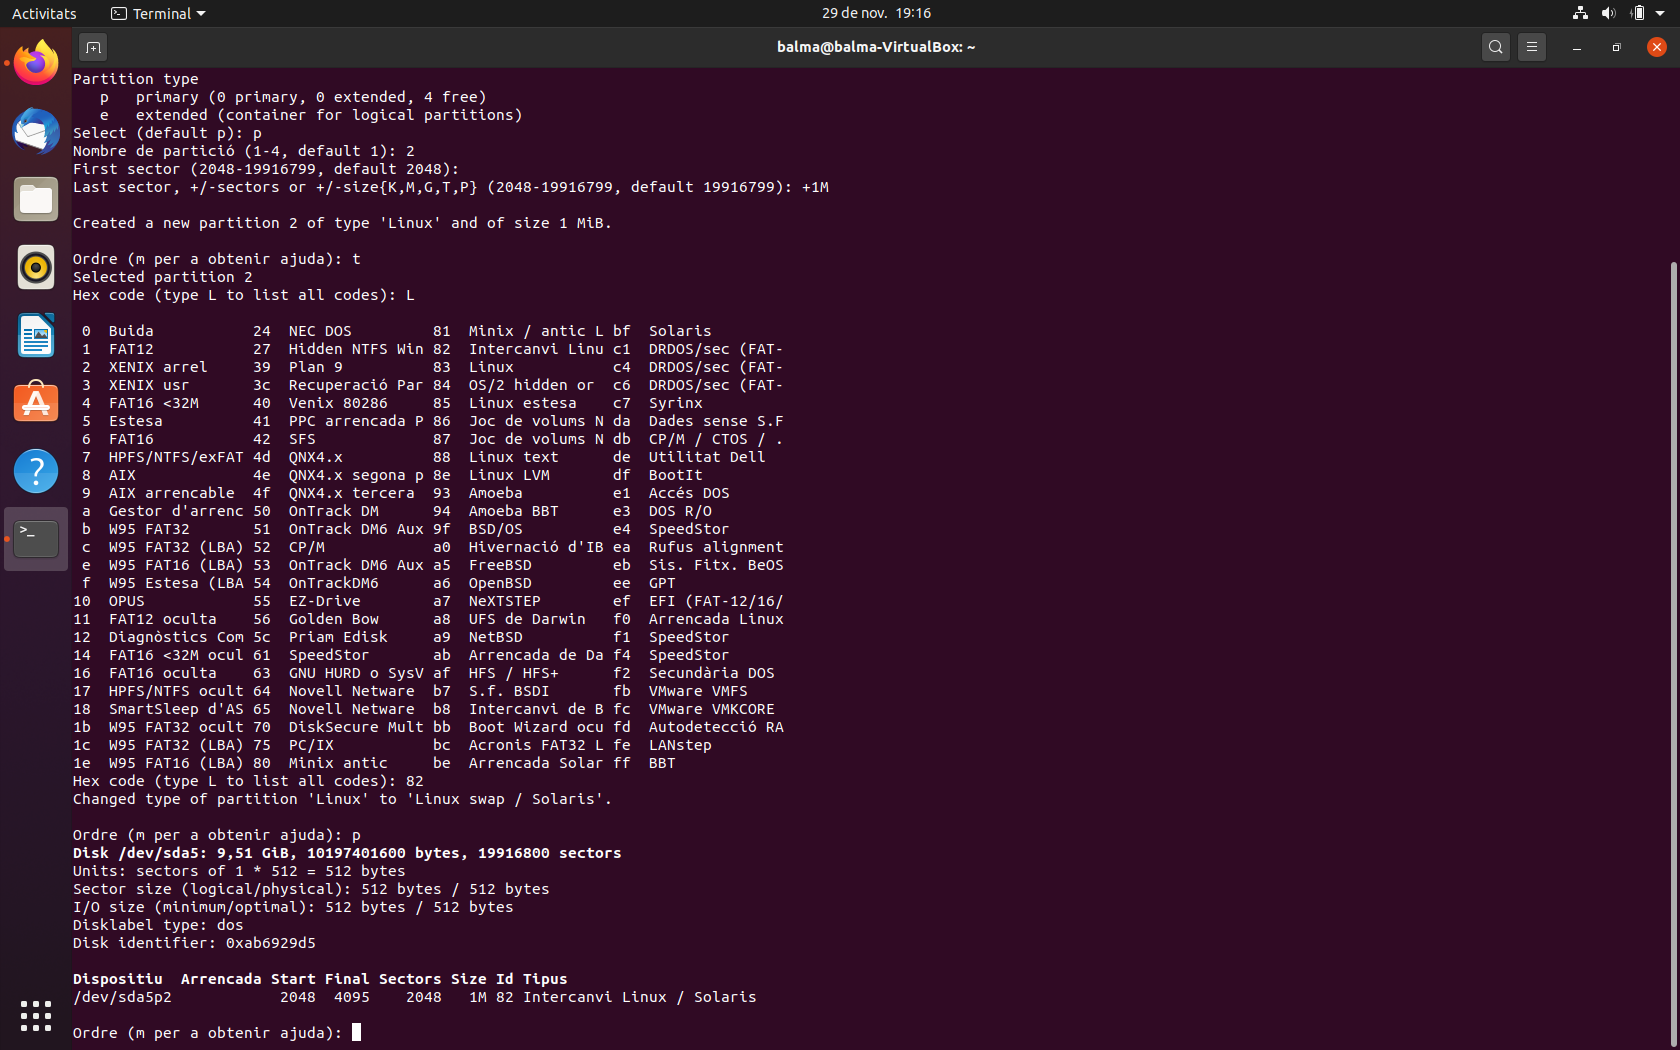 Activitats Terminal 29 de nov. 19:16
balma@balma-VirtualBox: ~
Partition type
   p   primary (0 primary, 0 extended, 4 free)
   e   extended (container for logical partitions)
Select (default p): p
Nombre de partició (1-4, default 1): 2
First sector (2048-19916799, default 2048):
Last sector, +/-sectors or +/-size{K,M,G,T,P} (2048-19916799, default 19916799): +1M
Created a new partition 2 of type 'Linux' and of size 1 MiB.
Ordre (m per a obtenir ajuda): t
Selected partition 2
Hex code (type L to list all codes): L
 0  Buida           24  NEC DOS         81  Minix / antic L bf  Solaris
 1  FAT12           27  Hidden NTFS Win 82  Intercanvi Linu c1  DRDOS/sec (FAT-
 2  XENIX arrel     39  Plan 9          83  Linux           c4  DRDOS/sec (FAT-
 3  XENIX usr       3c  Recuperació Par 84  OS/2 hidden or  c6  DRDOS/sec (FAT-
 4  FAT16 <32M      40  Venix 80286     85  Linux estesa    c7  Syrinx
 5  Estesa          41  PPC arrencada P 86  Joc de volums N da  Dades sense S.F
 6  FAT16           42  SFS             87  Joc de volums N db  CP/M / CTOS / .
 7  HPFS/NTFS/exFAT 4d  QNX4.x          88  Linux text      de  Utilitat Dell
 8  AIX             4e  QNX4.x segona p 8e  Linux LVM       df  BootIt
 9  AIX arrencable  4f  QNX4.x tercera  93  Amoeba          e1  Accés DOS
 a  Gestor d'arrenc 50  OnTrack DM      94  Amoeba BBT      e3  DOS R/O
 b  W95 FAT32       51  OnTrack DM6 Aux 9f  BSD/OS          e4  SpeedStor
 c  W95 FAT32 (LBA) 52  CP/M            a0  Hivernació d'IB ea  Rufus alignment
 e  W95 FAT16 (LBA) 53  OnTrack DM6 Aux a5  FreeBSD         eb  Sis. Fitx. BeOS
 f  W95 Estesa (LBA 54  OnTrackDM6      a6  OpenBSD         ee  GPT
10  OPUS            55  EZ-Drive        a7  NeXTSTEP        ef  EFI (FAT-12/16/
11  FAT12 oculta    56  Golden Bow      a8  UFS de Darwin   f0  Arrencada Linux
12  Diagnòstics Com 5c  Priam Edisk     a9  NetBSD          f1  SpeedStor
14  FAT16 <32M ocul 61  SpeedStor       ab  Arrencada de Da f4  SpeedStor
16  FAT16 oculta    63  GNU HURD o SysV af  HFS / HFS+      f2  Secundària DOS
17  HPFS/NTFS ocult 64  Novell Netware  b7  S.f. BSDI       fb  VMware VMFS
18  SmartSleep d'AS 65  Novell Netware  b8  Intercanvi de B fc  VMware VMKCORE
1b  W95 FAT32 ocult 70  DiskSecure Mult bb  Boot Wizard ocu fd  Autodetecció RA
1c  W95 FAT32 (LBA) 75  PC/IX           bc  Acronis FAT32 L fe  LANstep
1e  W95 FAT16 (LBA) 80  Minix antic     be  Arrencada Solar ff  BBT
Hex code (type L to list all codes): 82
Changed type of partition 'Linux' to 'Linux swap / Solaris'.
Ordre (m per a obtenir ajuda): p
Disk /dev/sda5: 9,51 GiB, 10197401600 bytes, 19916800 sectors
Units: sectors of 1 * 512 = 512 bytes
Sector size (logical/physical): 512 bytes / 512 bytes
I/O size (minimum/optimal): 512 bytes / 512 bytes
Disklabel type: dos
Disk identifier: 0xab6929d5
Dispositiu  Arrencada Start Final Sectors Size Id Tipus
/dev/sda5p2            2048  4095    2048   1M 82 Intercanvi Linux / Solaris
Ordre (m per a obtenir ajuda):